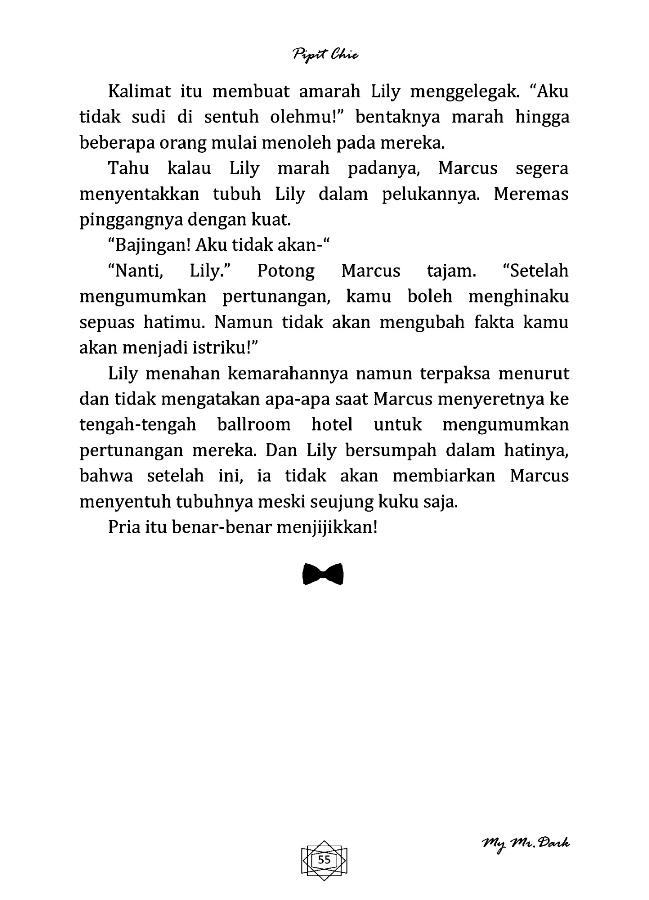 Pipit Chie
Kalimat itu membuat amarah Lily menggelegak. “Aku
tidak sudi di sentuh olehmu!” bentaknya marah hingga
beberapa orang mulai menoleh pada mereka.
Tahu kalau Lily marah padanya, Marcus segera
menyentakkan tubuh Lily dalam pelukannya. Meremas
pinggangnya dengan kuat.
“Bajingan! Aku tidak akan-“
“Nanti, Lily.” Potong Marcus tajam. “Setelah
mengumumkan pertunangan, kamu boleh menghinaku
sepuas hatimu. Namun tidak akan mengubah fakta kamu
akan menjadi istriku!”
Lily menahan kemarahannya namun terpaksa menurut
dan tidak mengatakan apa-apa saat Marcus menyeretnya ke
tengah-tengah ballroom hotel untuk mengumumkan
pertunangan mereka. Dan Lily bersumpah dalam hatinya,
bahwa setelah ini, ia tidak akan membiarkan Marcus
menyentuh tubuhnya meski seujung kuku saja.
Pria itu benar-benar menjijikkan!
My Mr. Dark
55